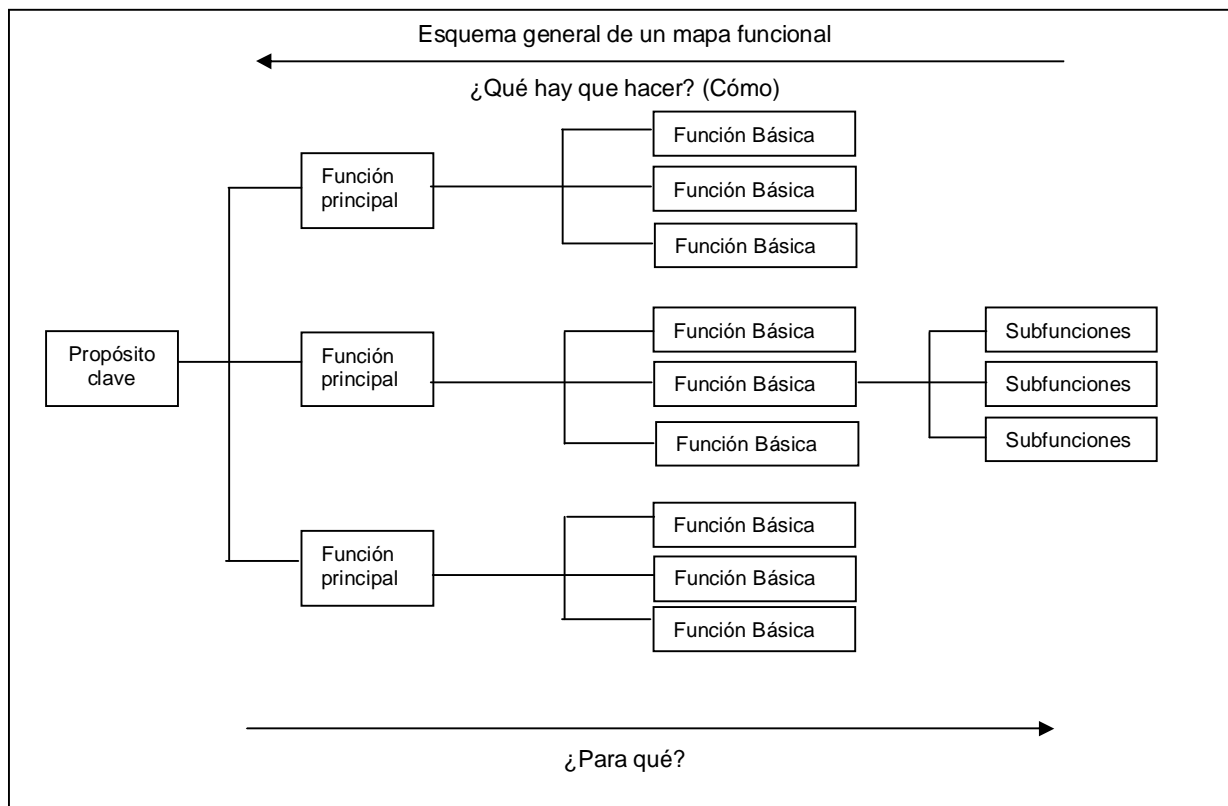 Esquema general de un mapa funcional
¿Qué hay que hacer? (Cómo)
Función Básica
Función
principal
Función Básica
Función Básica
Propósito
clave
Función
principal
Función Básica
Función Básica
Función Básica
Subfunciones
Subfunciones
Subfunciones
Función
principal
Función Básica
Función Básica
Función Básica
¿Para qué?